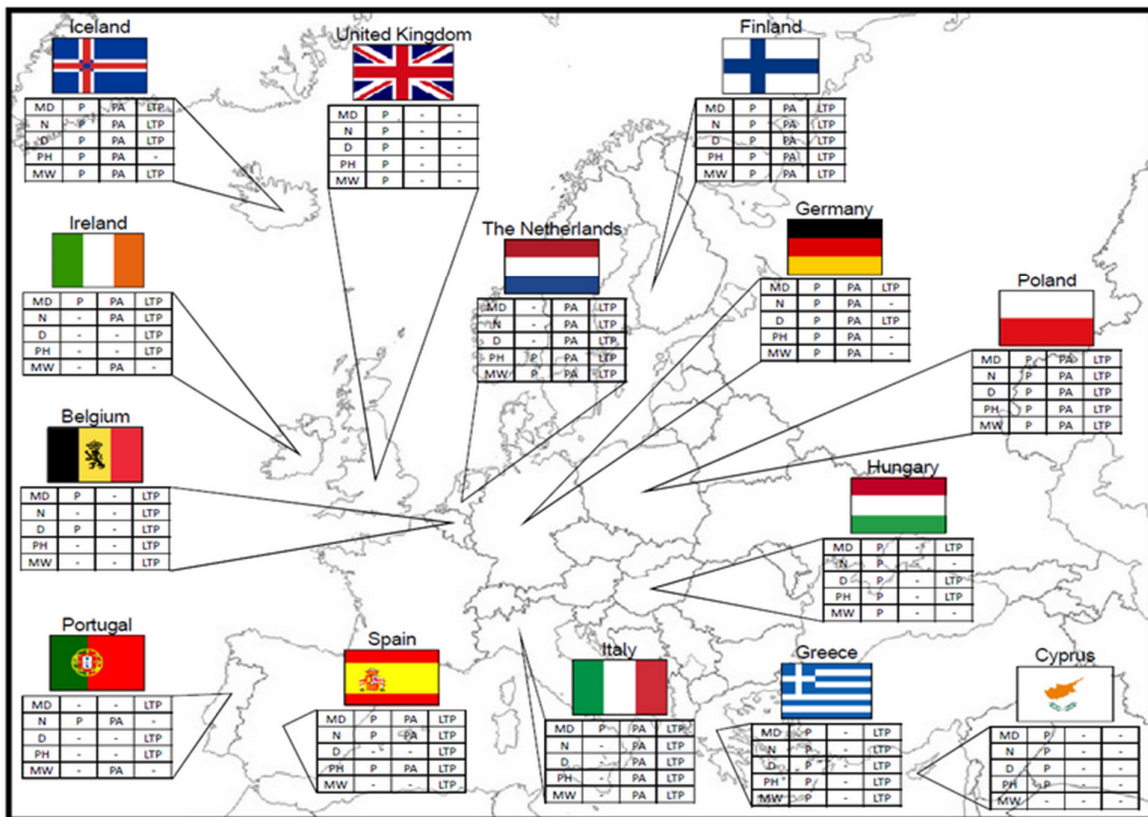 Iceland
MD P PA LTP
N P PA LTP
D P PA LTP
PH P PA -
MW P PA LTP
United Kingdom
MD P - -
N P - -
D P - -
PH P - -
MW P - -
Finland
MD P PA LTP
N P PA LTP
D P PA LTP
PH P PA LTP
MW P PA LTP
Ireland
MD P PA LTP
N - PA LTP
D - - LTP
PH - - LTP
MW - PA -
The Netherlands
MD - PA LTP
N - PA LTP
D - PA LTP
PH - PA LTP
MW P PA LTP
Germany
MD P PA LTP
N P PA -
D P PA LTP
PH P PA -
MW P PA -
Poland
MD P PA LTP
N P PA LTP
D P PA LTP
PH P PA LTP
MW P PA LTP
Belgium
MD P - LTP
N - - LTP
D P - LTP
PH - - LTP
MW - - LTP
Hungary
MD P - LTP
N P - -
D P - LTP
PH P - LTP
MW P - -
Portugal
MD - - LTP
N P PA -
D - - LTP
PH - - LTP
MW - PA -
Spain
MD P PA LTP
N P PA LTP
D - - LTP
PH P PA LTP
MW - - LTP
Italy
MD P PA LTP
N - PA LTP
D - PA LTP
PH - PA LTP
MW - PA LTP
Greece
MD P - LTP
N P - LTP
D P - LTP
PH P - LTP
MW P - LTP
Cyprus
MD P - -
N P - -
D P - -
PH P - -
MW - - -